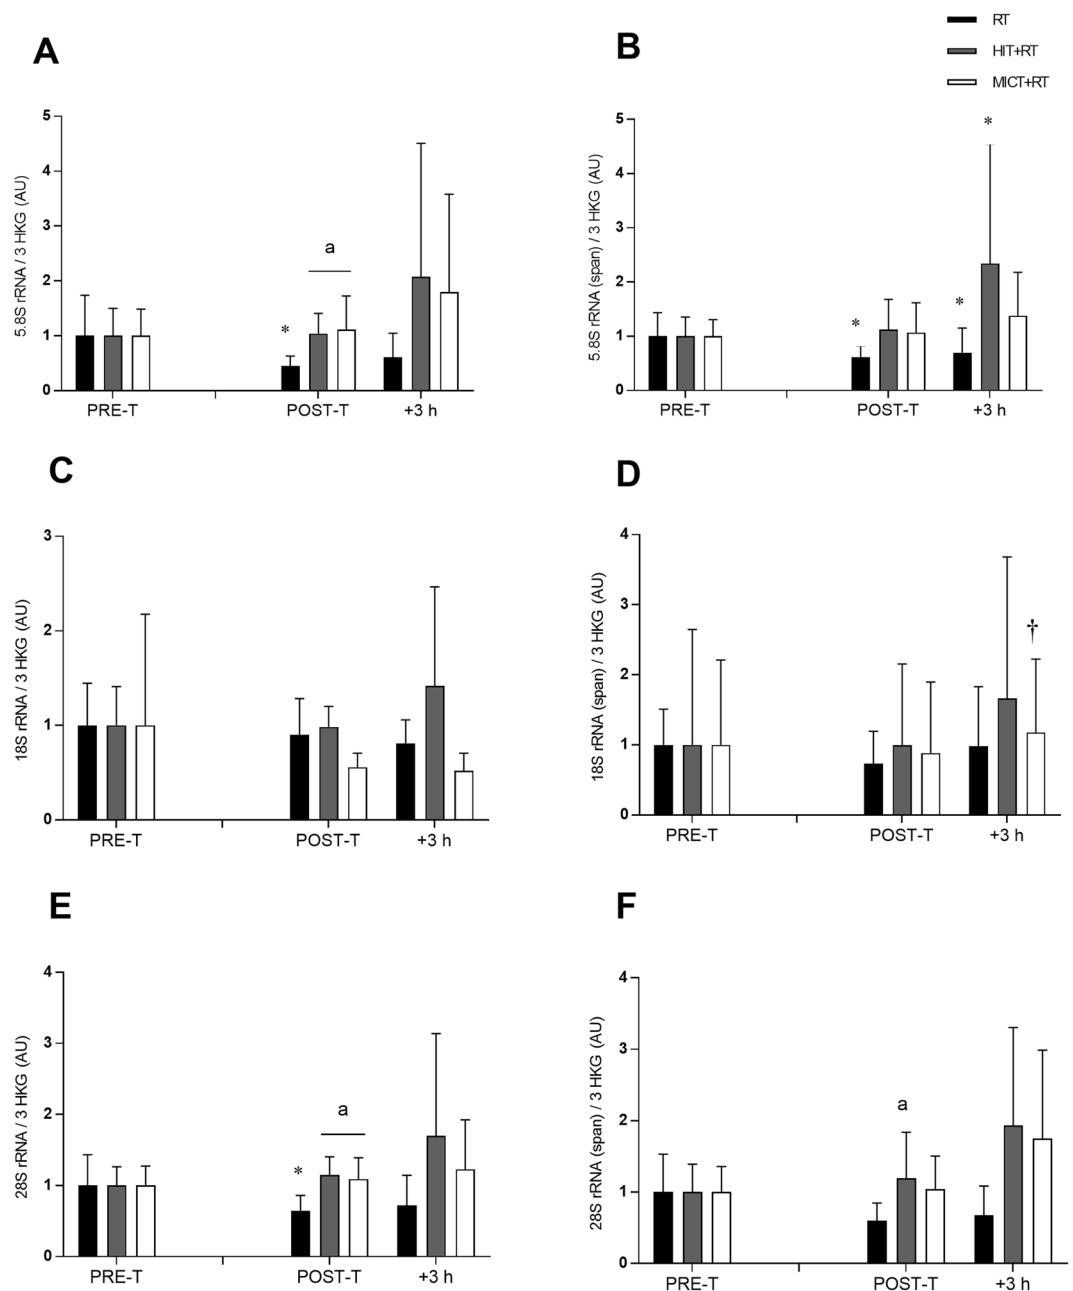 RT
HIT+RT
MICT+RT
A
5.8S rRNA / 3 HKG (AU)
5
4
3
2
1
0
a
*
PRE-T
POST-T
+3 h
B
5.8S rRNA (span) / 3 HKG (AU)
5
4
3
2
1
0
*
*
*
PRE-T
POST-T
+3 h
C
18S rRNA / 3 HKG (AU)
3
2
1
0
PRE-T
POST-T
+3 h
D
18S rRNA (span) / 3 HKG (AU)
4
3
2
1
0
†
PRE-T
POST-T
+3 h
E
28S rRNA / 3 HKG (AU)
4
3
2
1
0
a
*
PRE-T
POST-T
+3 h
F
28S rRNA (span) / 3 HKG (AU)
4
3
2
1
0
a
PRE-T
POST-T
+3 h